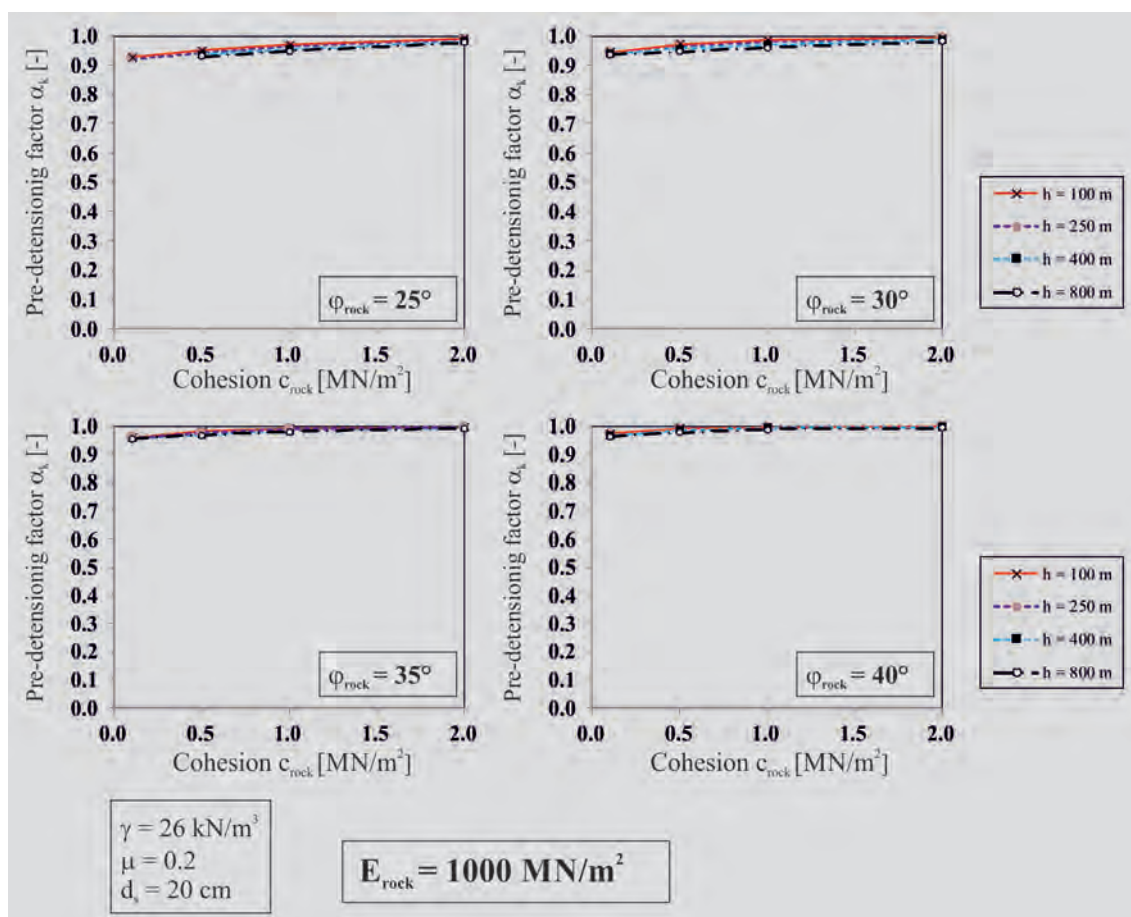 Pre-detensionig factor αk [-]
1.0
0.9
0.8
0.7
0.6
0.5
0.4
0.3
0.2
0.1
0.0
φrock = 25°
0.0 0.5 1.0 1.5 2.0
Cohesion crock [MN/m²]
Pre-detensionig factor αk [-]
1.0
0.9
0.8
0.7
0.6
0.5
0.4
0.3
0.2
0.1
0.0
φrock = 30°
0.0 0.5 1.0 1.5 2.0
Cohesion crock [MN/m²]
h = 100 m
h = 250 m
h = 400 m
h = 800 m
Pre-detensionig factor αk [-]
1.0
0.9
0.8
0.7
0.6
0.5
0.4
0.3
0.2
0.1
0.0
φrock = 35°
0.0 0.5 1.0 1.5 2.0
Cohesion crock [MN/m²]
Pre-detensionig factor αk [-]
1.0
0.9
0.8
0.7
0.6
0.5
0.4
0.3
0.2
0.1
0.0
φrock = 40°
0.0 0.5 1.0 1.5 2.0
Cohesion crock [MN/m²]
h = 100 m
h = 250 m
h = 400 m
h = 800 m
γ = 26 kN/m³
μ = 0.2
ds = 20 cm
Erock = 1000 MN/m²